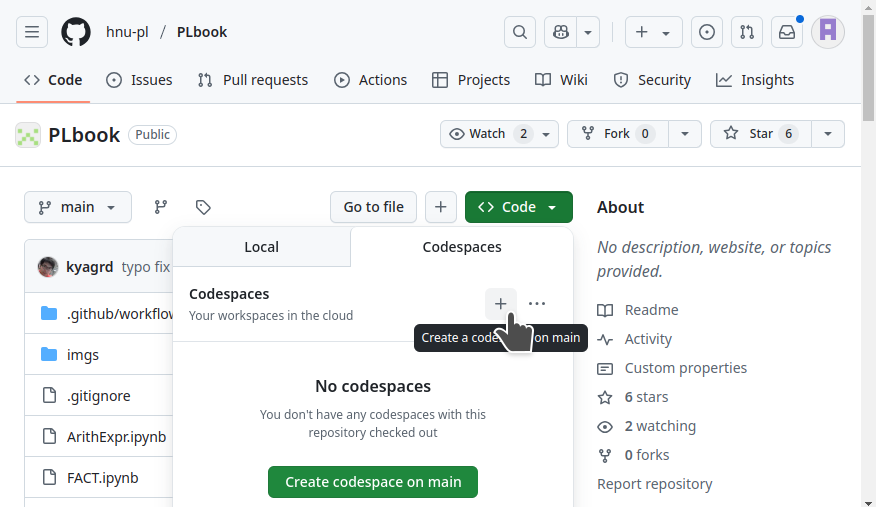 hnu-pl / PLbook
Code Issues Pull requests Actions Projects Wiki Security Insights
PLbook Public
Watch 2 Fork 0 Star 6
main Go to file Code
About
Local Codespaces
No description, website, or topics
provided.
kyagrd typo fix
Codespaces
Your workspaces in the cloud
.github/workflow
Create a code on main
imgs
No codespaces
You don't have any codespaces with this
repository checked out
.gitignore
ArithExpr.ipynb
FACT.ipynb
Create codespace on main
Readme
Activity
Custom properties
6 stars
2 watching
0 forks
Report repository